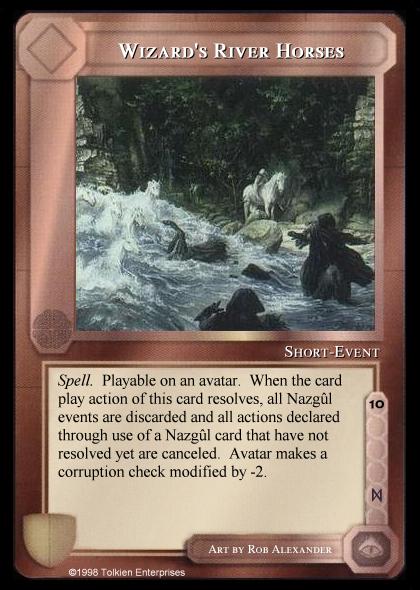 Wizard's River Horses
Short-Event
Spell. Playable on an avatar. When the card
play action of this card resolves, all Nazgûl
events are discarded and all actions declared
through use of a Nazgûl card that have not
resolved yet are canceled. Avatar makes a
corruption check modified by -2.
10
Art by Rob Alexander
©1998 Tolkien Enterprises